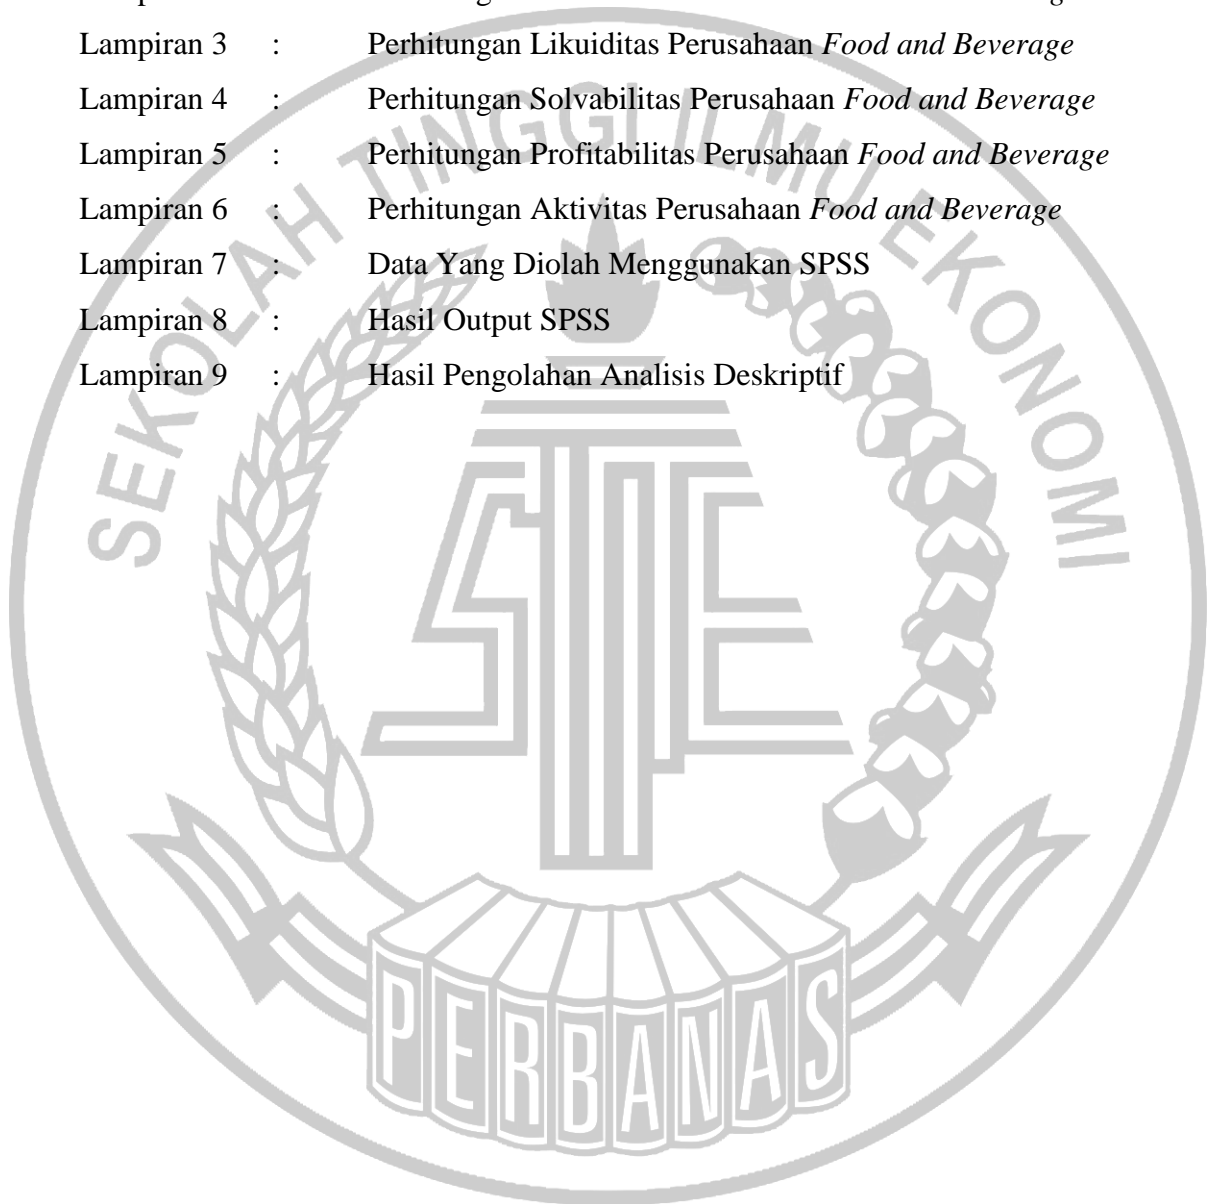 Lampiran 3 : Perhitungan Likuiditas Perusahaan Food and Beverage
Lampiran 4 : Perhitungan Solvabilitas Perusahaan Food and Beverage
Lampiran 5 : Perhitungan Profitabilitas Perusahaan Food and Beverage
Lampiran 6 : Perhitungan Aktivitas Perusahaan Food and Beverage
Lampiran 7 : Data Yang Diolah Menggunakan SPSS
Lampiran 8 : Hasil Output SPSS
Lampiran 9 : Hasil Pengolahan Analisis Deskriptif
SEKOLAH TINGGI ILMU EKONOMI
STIE
PERBANAS